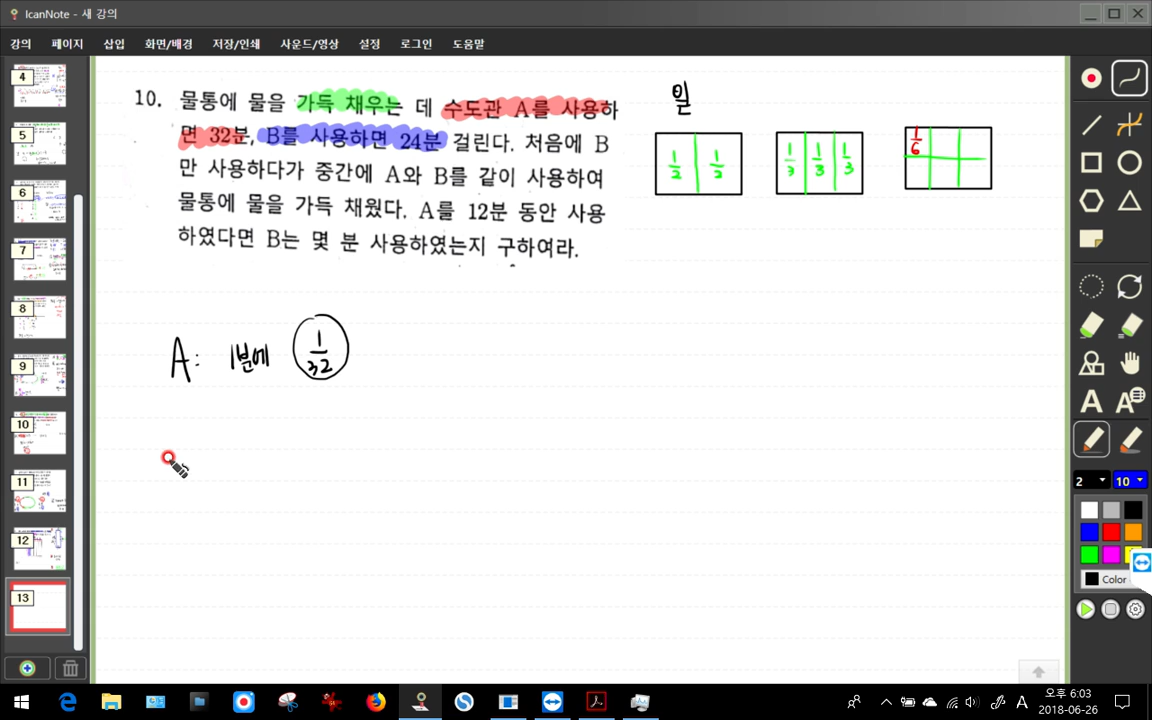 IcanNote - 새 강의
강의 페이지 삽입 화면/배경 저장/인쇄 사운드/영상 설정 로그인 도움말
4
5
6
7
8
9
10
11
12
13
10. 물통에 물을 가득 채우는 데 수도관 A를 사용하
면 32분, B를 사용하면 24분 걸린다. 처음에 B
만 사용하다가 중간에 A와 B를 같이 사용하여
물통에 물을 가득 채웠다. A를 12분 동안 사용
하였다면 B는 몇 분 사용하였는지 구하여라.
일
1/2 1/2
1/3 1/3 1/3
1/6
A: 1분에 1/32
2 10
Color
A
오후 6:03
2018-06-26